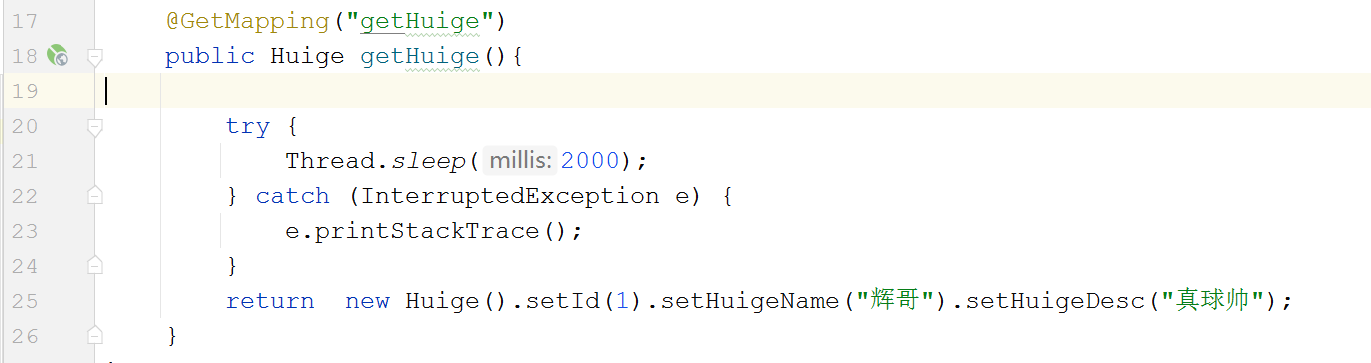 17 @GetMapping("getHuige")
18 public Huige getHuige(){
19
20 try {
21 Thread.sleep( millis: 2000);
22 } catch (InterruptedException e) {
23 e.printStackTrace();
24 }
25 return  new Huige().setId(1).setHuigeName("辉哥").setHuigeDesc("真球帅");
26 }